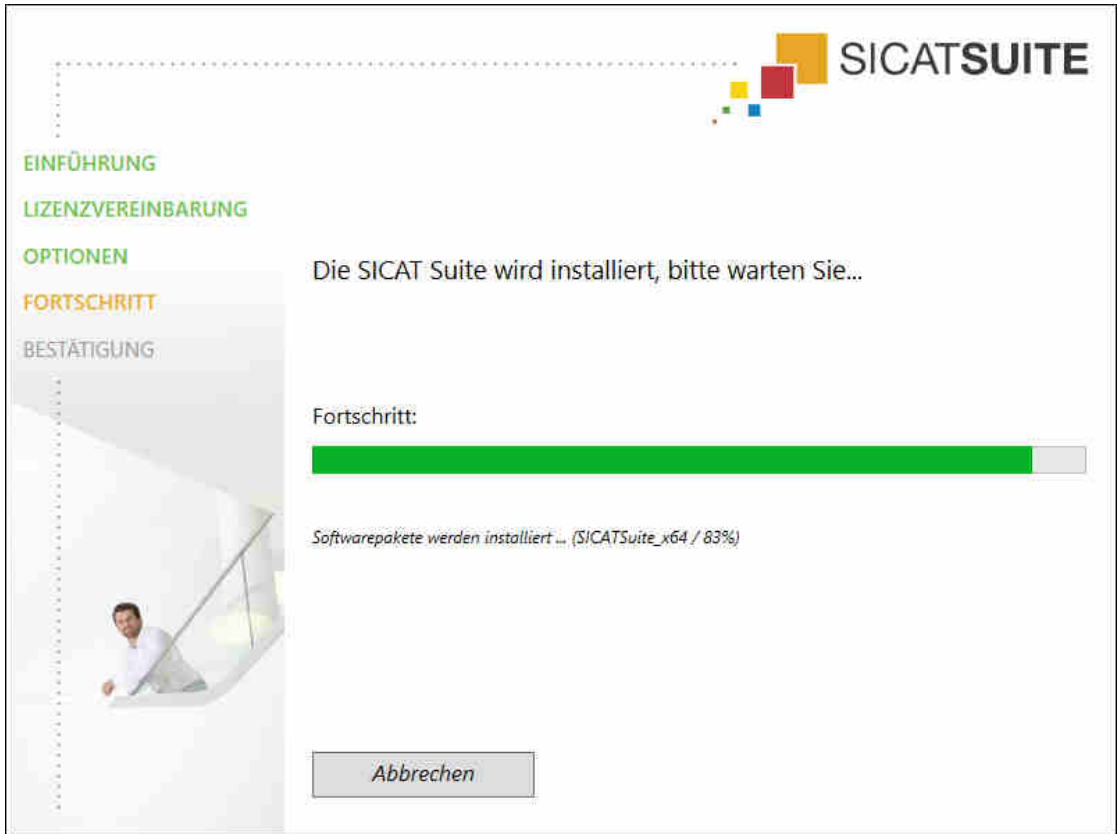 SICATSUITE
EINFÜHRUNG
LIZENZVEREINBARUNG
OPTIONEN
FORTSCHRITT
BESTÄTIGUNG
Die SICAT Suite wird installiert, bitte warten Sie...
Fortschritt:
Softwarepakete werden installiert ... (SICATSuite_x64 / 83%)
Abbrechen